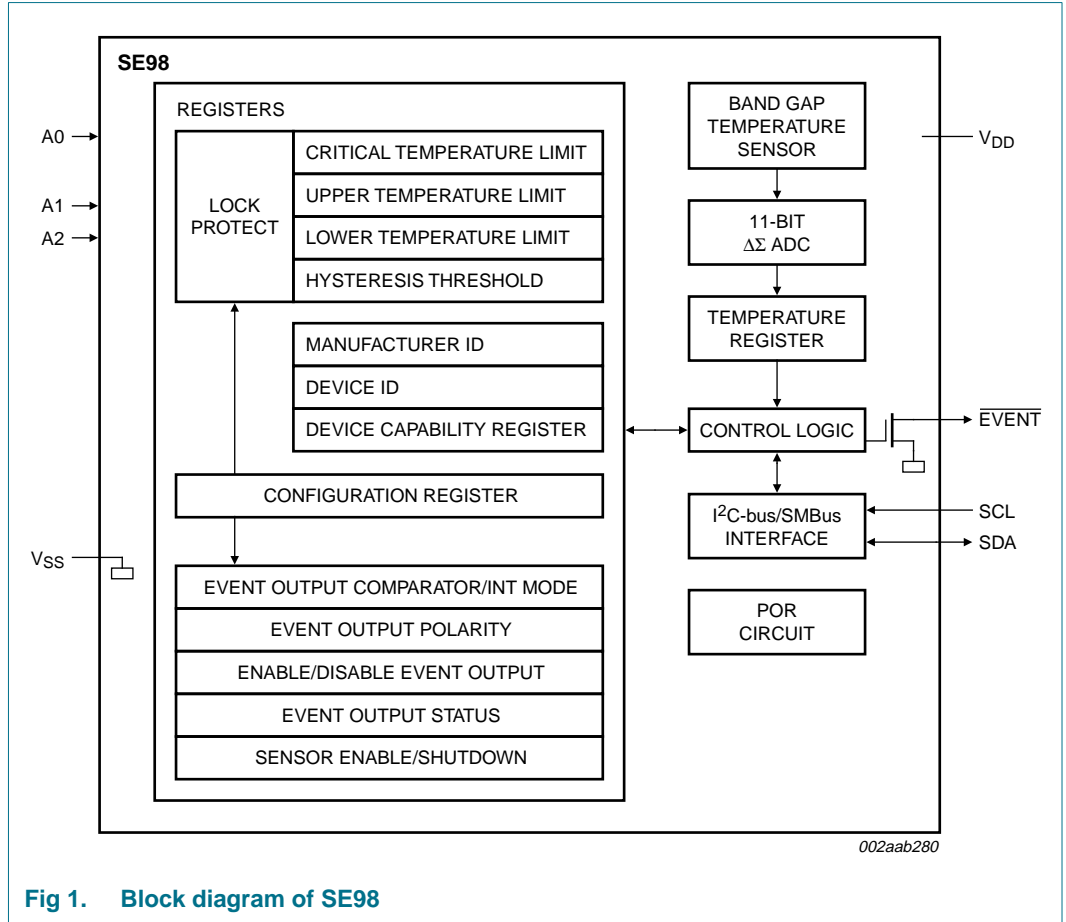 SE98
REGISTERS
A0
A1
A2
VSS
LOCK
PROTECT
CRITICAL TEMPERATURE LIMIT
UPPER TEMPERATURE LIMIT
LOWER TEMPERATURE LIMIT
HYSTERESIS THRESHOLD
MANUFACTURER ID
DEVICE ID
DEVICE CAPABILITY REGISTER
CONFIGURATION REGISTER
EVENT OUTPUT COMPARATOR/INT MODE
EVENT OUTPUT POLARITY
ENABLE/DISABLE EVENT OUTPUT
EVENT OUTPUT STATUS
SENSOR ENABLE/SHUTDOWN
BAND GAP
TEMPERATURE
SENSOR
11-BIT
ΔΣ ADC
TEMPERATURE
REGISTER
CONTROL LOGIC
I2C-bus/SMBus
INTERFACE
POR
CIRCUIT
VDD
EVENT
SCL
SDA
002aab280
Fig 1. Block diagram of SE98